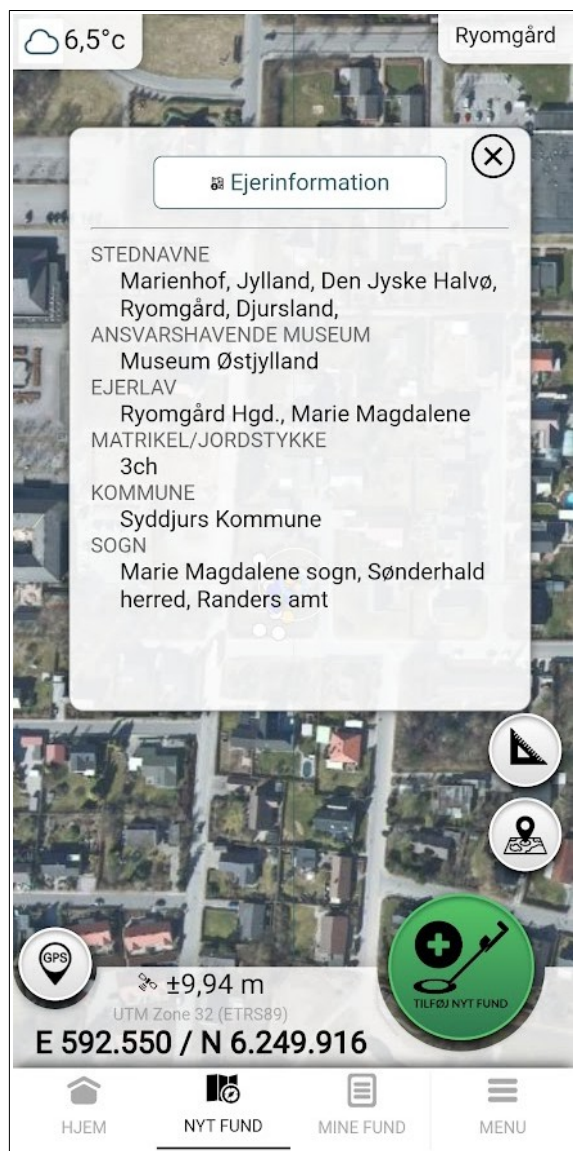 6,5°c
Ryomgård
Ejerinformation
STEDNAVNE
Marienhof, Jylland, Den Jyske Halvø,
Ryomgård, Djursland,
ANSVARSHAVENDE MUSEUM
Museum Østjylland
EJERLAV
Ryomgård Hgd., Marie Magdalene
MATRIKEL/JORDSTYKKE
3ch
KOMMUNE
Syddjurs Kommune
SOGN
Marie Magdalene sogn, Sønderhald
herred, Randers amt
GPS
±9,94 m
UTM Zone 32 (ETRS89)
E 592.550 / N 6.249.916
TILFØJ NYT FUND
HJEM
NYT FUND
MINE FUND
MENU